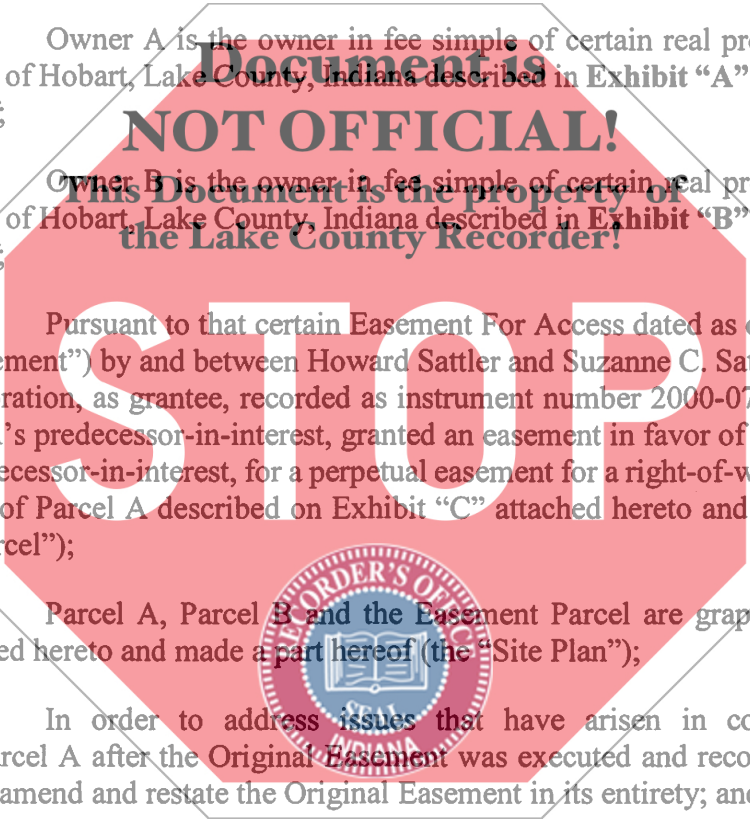 Owner A is the owner in fee simple of certain real pr
of Hobart, Lake County, Indiana described in Exhibit “A”
;
Document is
NOT OFFICIAL!
This Document is the property of
the Lake County Recorder!
Owner B is the owner in fee simple of certain real pr
of Hobart, Lake County, Indiana described in Exhibit “B”
;
STOP
Pursuant to that certain Easement For Access dated as
ement”) by and between Howard Sattler and Suzanne C. Sa
ration, as grantee, recorded as instrument number 2000-07
's predecessor-in-interest, granted an easement in favor of
ecessor-in-interest, for a perpetual easement for a right-of-w
of Parcel A described on Exhibit “C” attached hereto and
cel”);
Parcel A, Parcel B and the Easement Parcel are grap
ed hereto and made a part hereof (the “Site Plan”);
RECORDER'S OFFICE
SEAL
INDIANA
In order to address issues that have arisen in co
rcel A after the Original Easement was executed and reco
amend and restate the Original Easement in its entirety; and